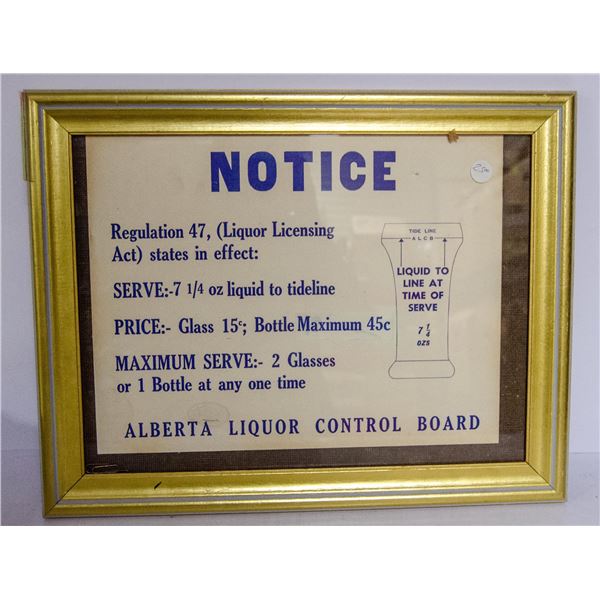 NOTICE
Regulation 47, (Liquor Licensing
Act) states in effect:
SERVE:-7 1/4 oz liquid to tideline
PRICE:- Glass 15¢; Bottle Maximum 45c
MAXIMUM SERVE:- 2 Glasses
or 1 Bottle at any one time
TIDE LINE
ALCB
LIQUID TO
LINE AT
TIME OF
SERVE
7 1/4
OZS
ALBERTA LIQUOR CONTROL BOARD